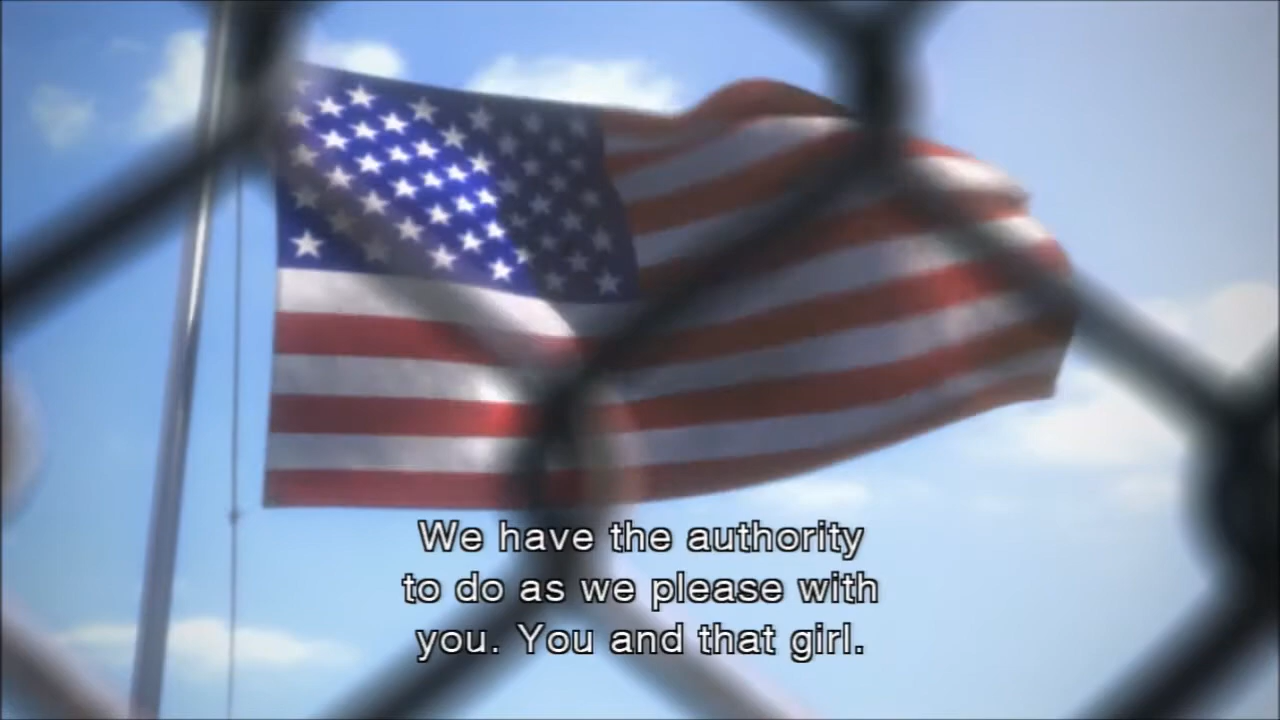 We have the authority
to do as we please with
you. You and that girl.